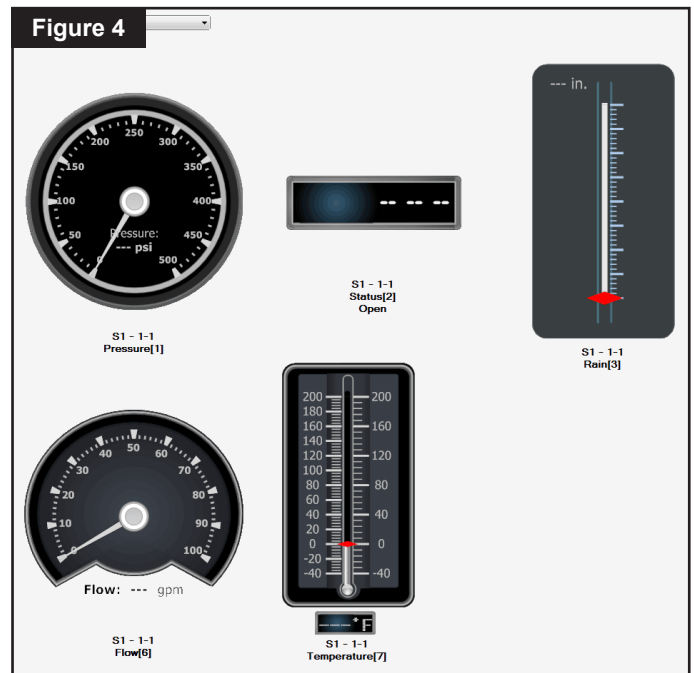 Figure 4
0
50
100
150
200
250
300
350
400
450
500
Pressure:
--- psi
S1 - 1-1
Pressure[1]
-- -- --
S1 - 1-1
Status[2]
Open
--- in.
S1 - 1-1
Rain[3]
0
10
20
30
40
50
60
70
80
90
100
Flow: --- gpm
S1 - 1-1
Flow[6]
200 200
180
160 160
140
120 120
100
80 80
60
40 40
20
0 0
-20
-40 -40
---°F
S1 - 1-1
Temperature[7]